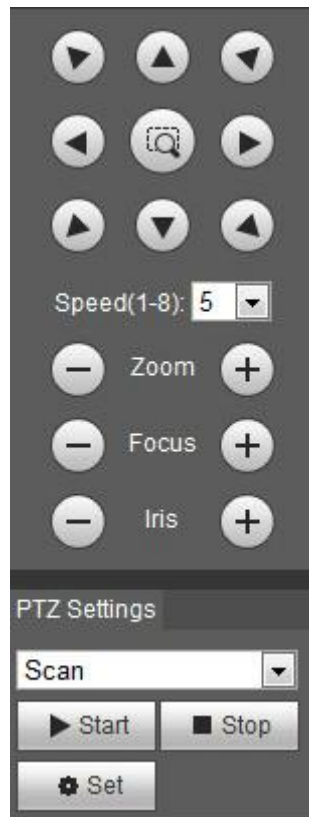 Speed(1-8): 5
Zoom
Focus
Iris
PTZ Settings
Scan
Start Stop
Set